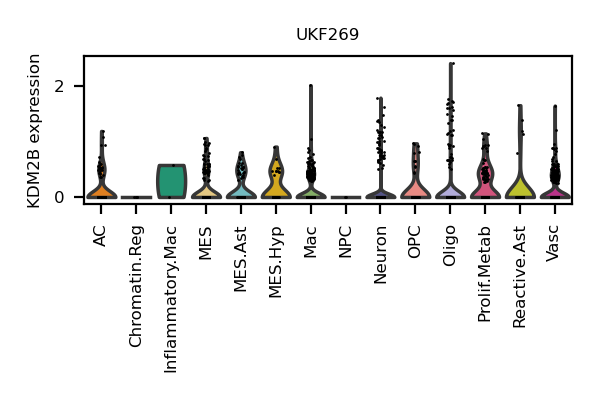 UKF269
KDM2B expression
2
0
AC
Chromatin.Reg
Inflammatory.Mac
MES
MES.Ast
MES.Hyp
Mac
NPC
Neuron
OPC
Oligo
Prolif.Metab
Reactive.Ast
Vasc